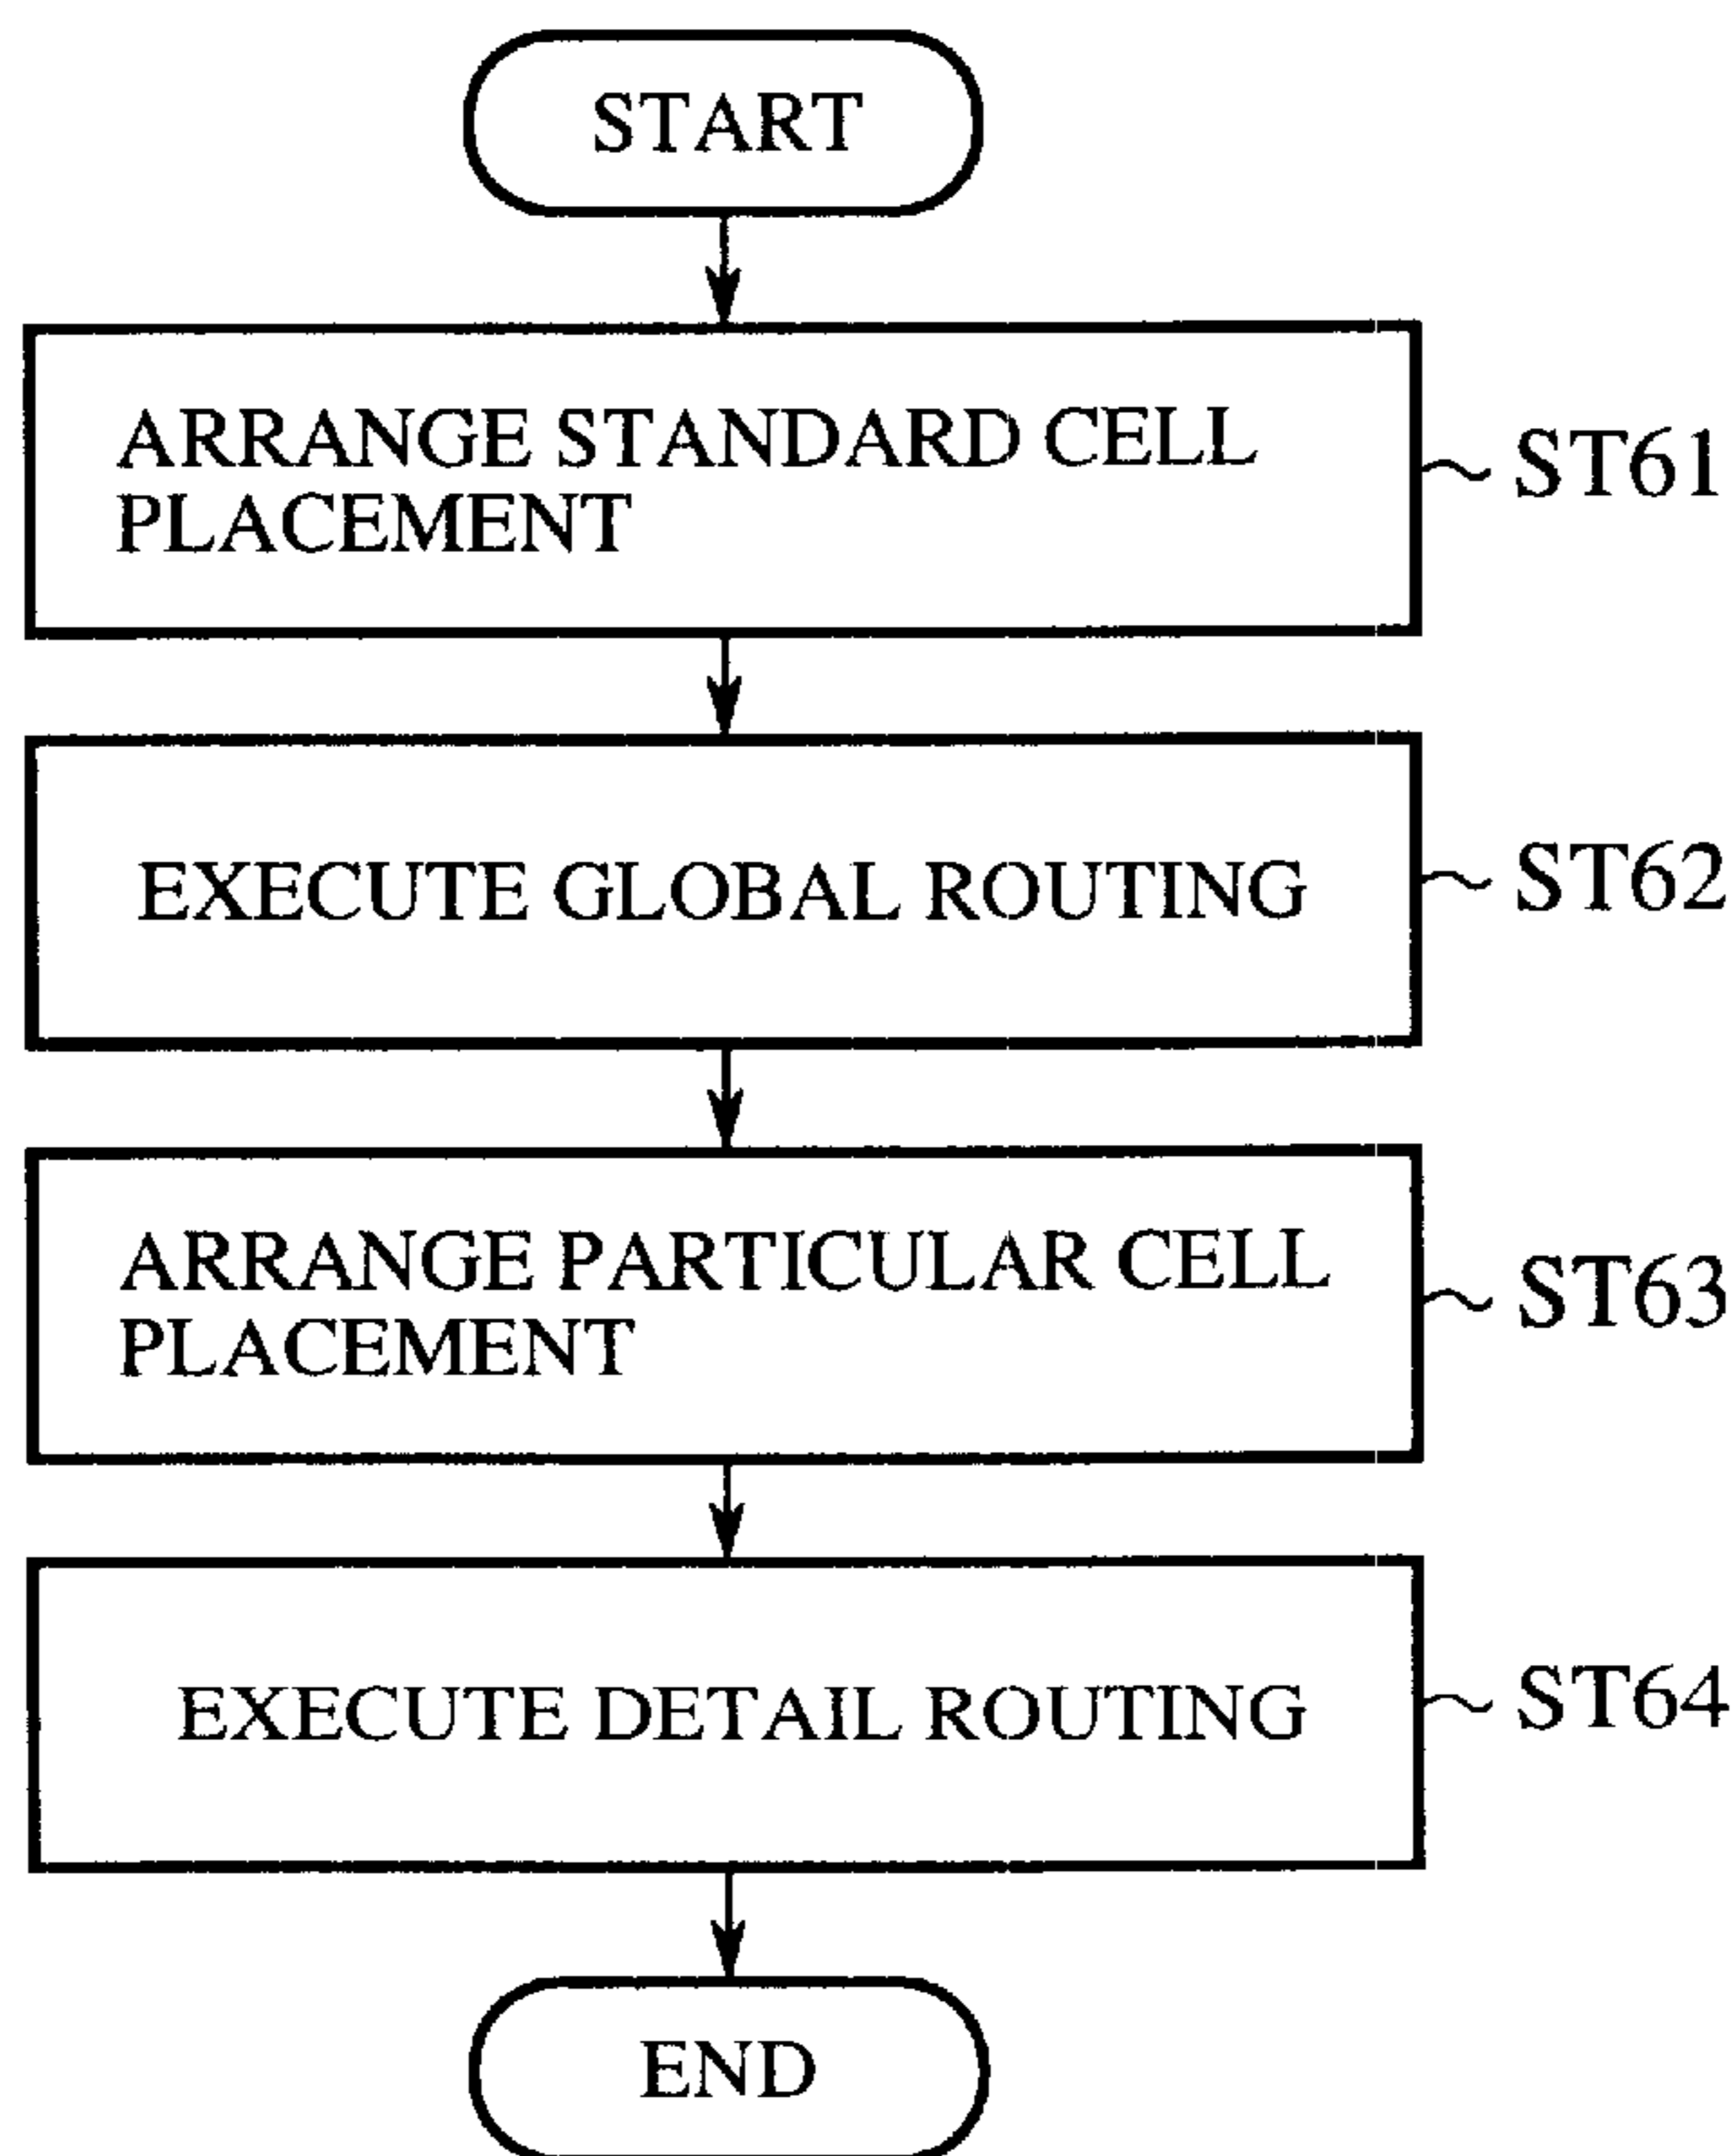 START
ARRANGE STANDARD CELL
PLACEMENT
ST61
EXECUTE GLOBAL ROUTING
ST62
ARRANGE PARTICULAR CELL
PLACEMENT
ST63
EXECUTE DETAIL ROUTING
ST64
END